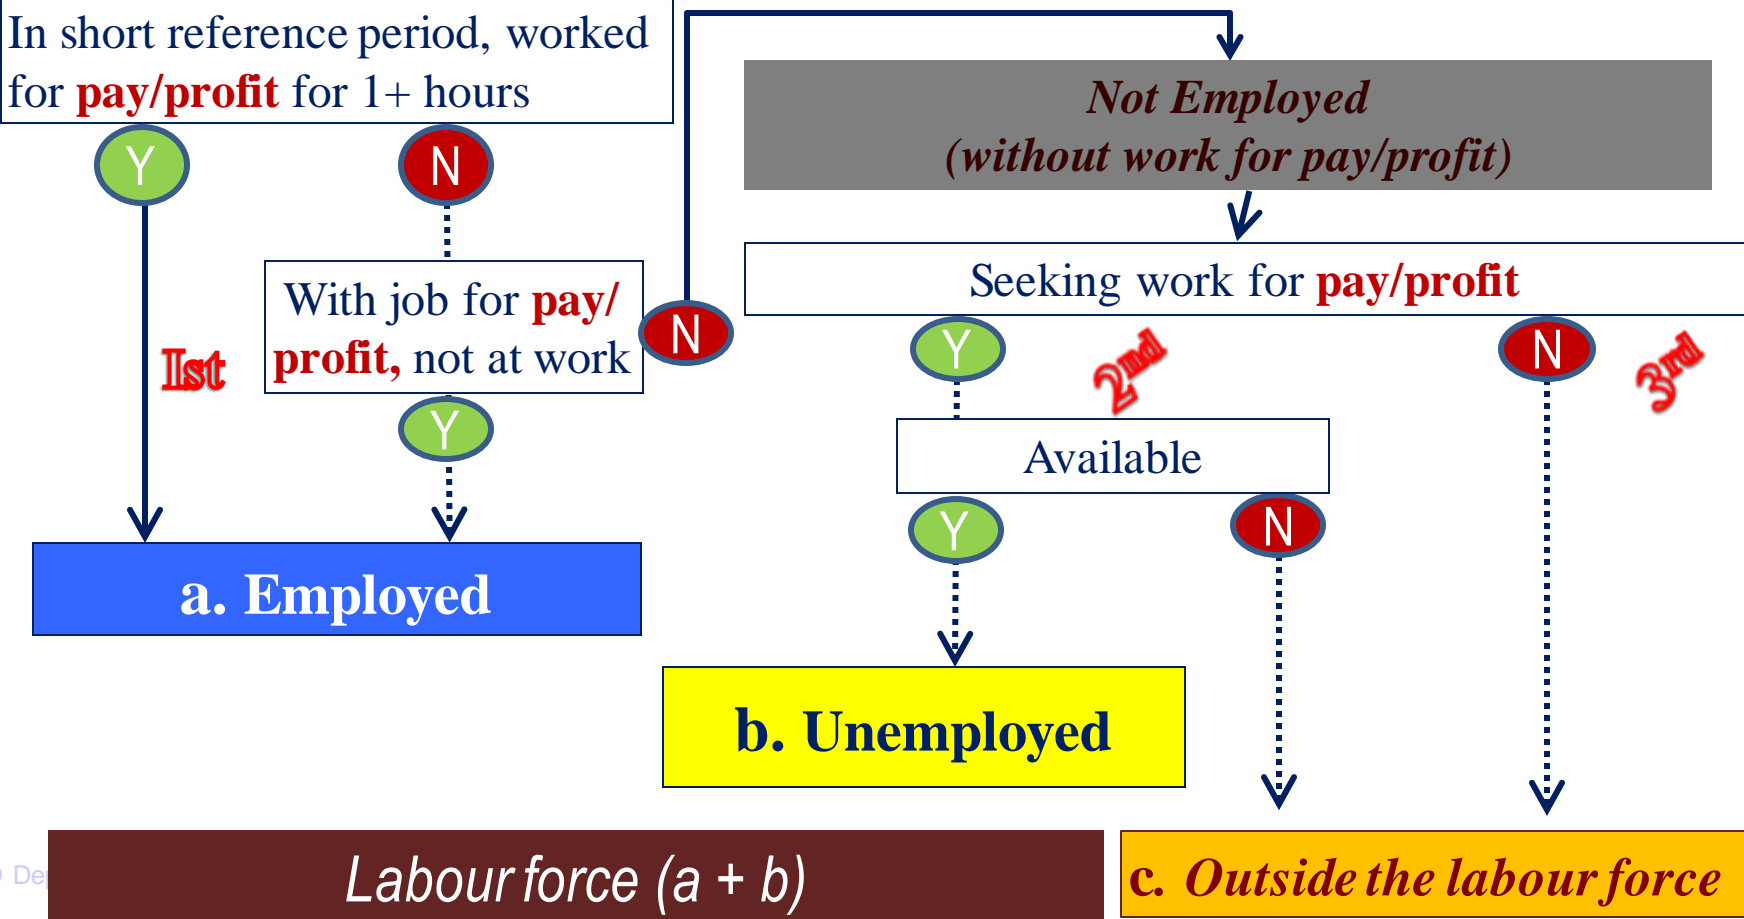 In short reference period, worked
for pay/profit for 1+ hours
Y
N
With job for pay/
profit, not at work
N
Y
Ist
a. Employed
Not Employed
(without work for pay/profit)
Seeking work for pay/profit
Y
2nd
N
3rd
Available
Y
N
b. Unemployed
Labour force (a + b)
c. Outside the labour force